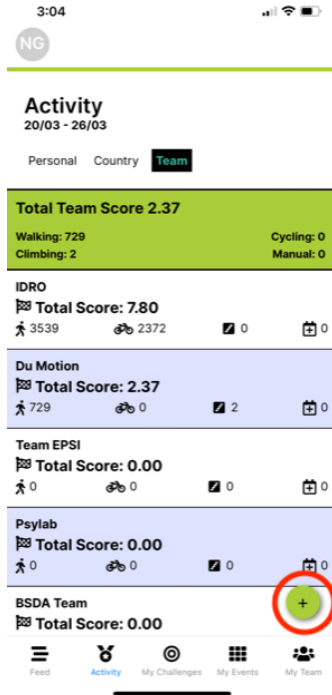 3:04
NG
Activity
20/03 - 26/03
Personal Country Team
Total Team Score 2.37
Walking: 729 Cycling: 0
Climbing: 2 Manual: 0
IDRO
Total Score: 7.80
3539 2372 0 0
Du Motion
Total Score: 2.37
729 0 2 0
Team EPSI
Total Score: 0.00
0 0 0 0
Psylab
Total Score: 0.00
0 0 0 0
BSDA Team
Total Score: 0.00
+
Feed Activity My Challenges My Events My Team